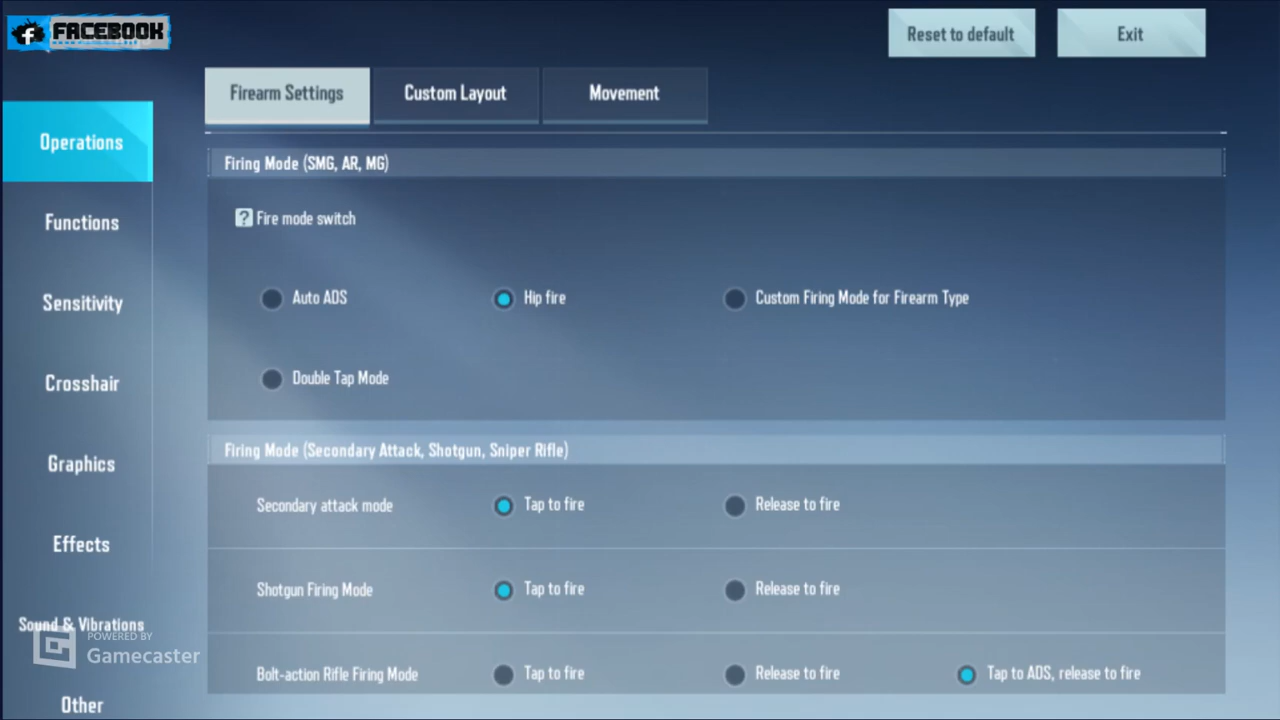 FACEBOOK
Reset to default
Exit
Firearm Settings
Custom Layout
Movement
Operations
Functions
Sensitivity
Crosshair
Graphics
Effects
Sound & Vibrations
Other
Firing Mode (SMG, AR, MG)
? Fire mode switch
Auto ADS
Hip fire
Custom Firing Mode for Firearm Type
Double Tap Mode
Firing Mode (Secondary Attack, Shotgun, Sniper Rifle)
Secondary attack mode
Tap to fire
Release to fire
Shotgun Firing Mode
Tap to fire
Release to fire
Bolt-action Rifle Firing Mode
Tap to fire
Release to fire
Tap to ADS, release to fire
POWERED BY
Gamecaster